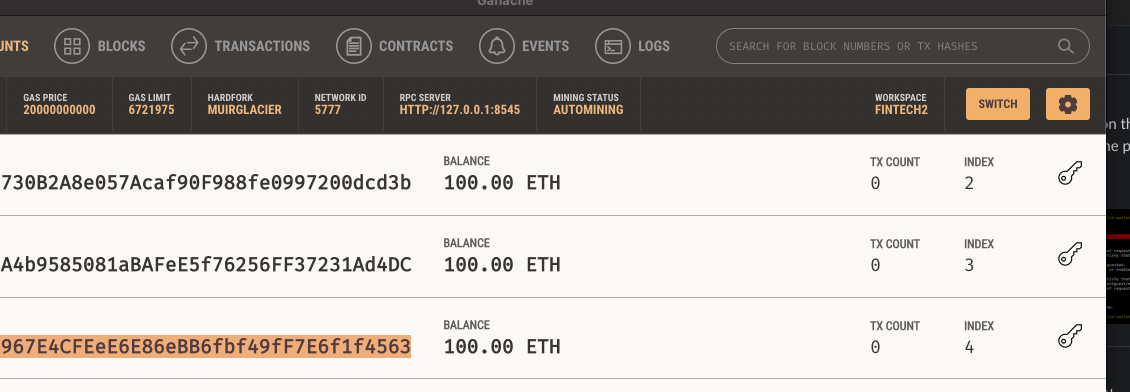 Ganache
UNTS BLOCKS TRANSACTIONS CONTRACTS EVENTS LOGS SEARCH FOR BLOCK NUMBERS OR TX HASHES
GAS PRICE GAS LIMIT HARDFORK NETWORK ID RPC SERVER MINING STATUS WORKSPACE
20000000000 6721975 MUIRGLACIER 5777 HTTP://127.0.0.1:8545 AUTOMINING FINTECH2 SWITCH
on th
ne p
BALANCE TX COUNT INDEX
730B2A8e057Acaf90F988fe0997200dcd3b 100.00 ETH 0 2
BALANCE TX COUNT INDEX
A4b9585081aBAFeE5f76256FF37231Ad4DC 100.00 ETH 0 3
BALANCE TX COUNT INDEX
967E4CFEeE6E86eBB6fbf49fF7E6f1f4563 100.00 ETH 0 4